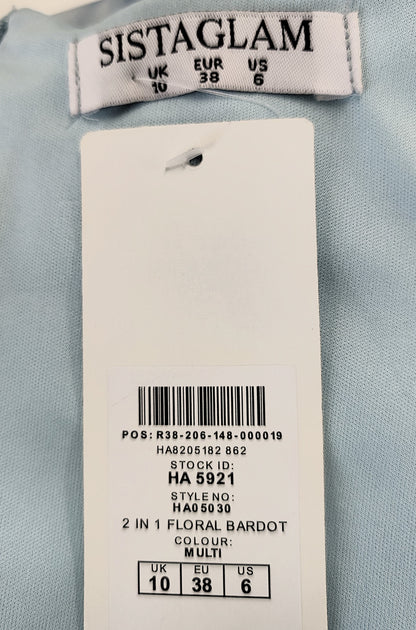 SISTAGLAM
UK EUR US
10 38 6
POS: R38-206-148-000019
HA8205182 862
STOCK ID:
HA 5921
STYLE NO:
HA05030
2 IN 1 FLORAL BARDOT
COLOUR:
MULTI
UK EU US
10 38 6